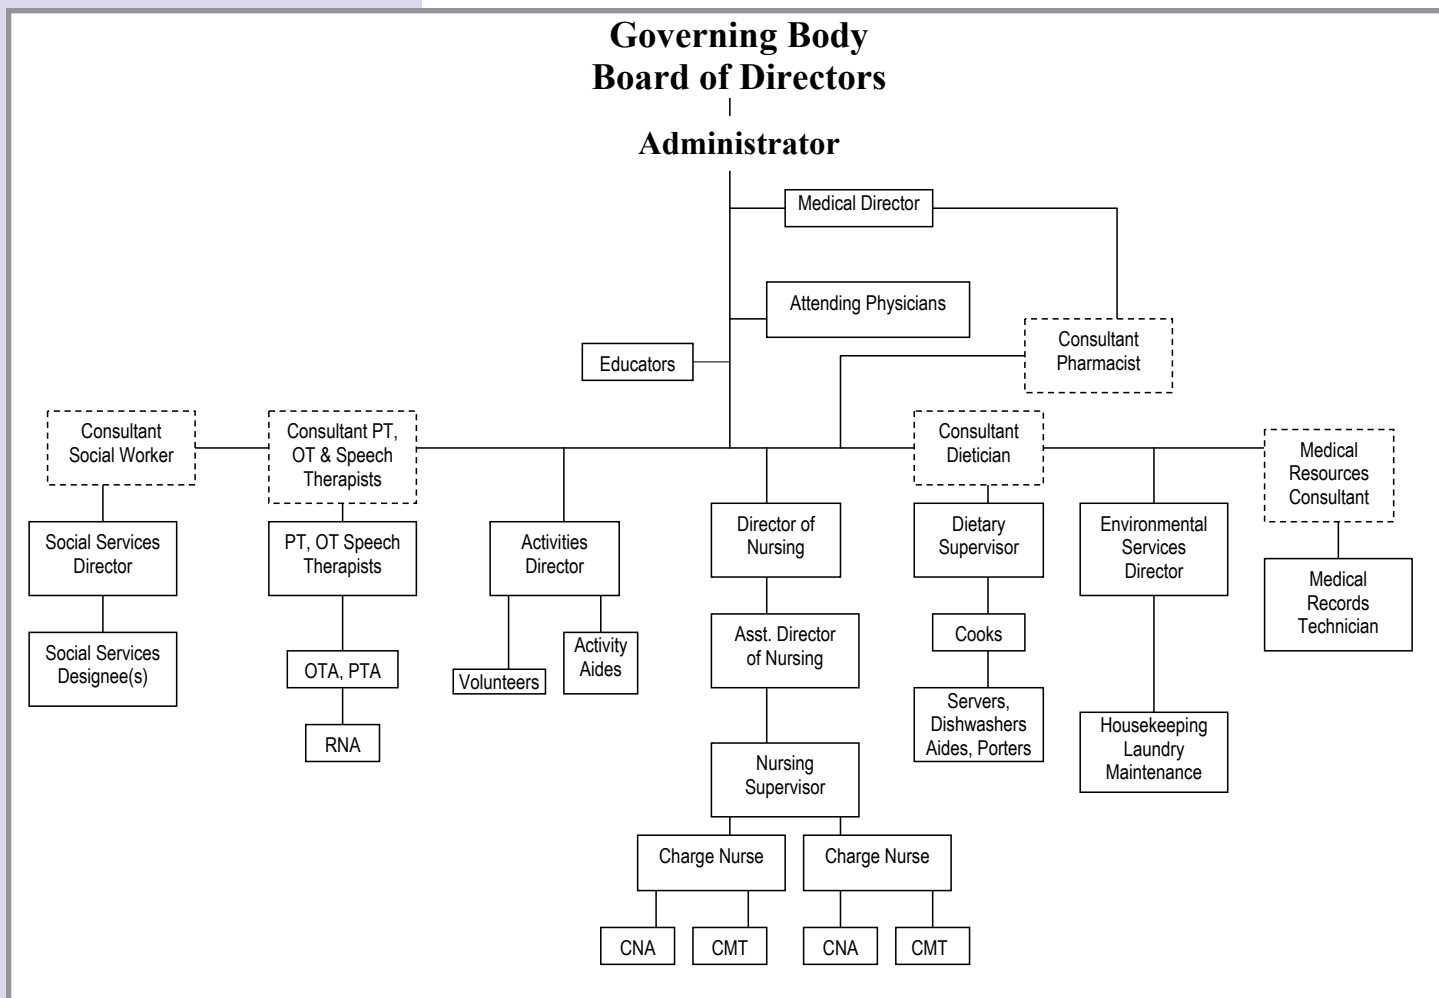 Governing Body
Board of Directors
Administrator
Medical Director
Attending Physicians
Educators
Consultant
Pharmacist
Consultant
Social Worker
Consultant PT,
OT & Speech
Therapists
Consultant
Dietician
Medical
Resources
Consultant
Social Services
Director
PT, OT Speech
Therapists
Activities
Director
Director of
Nursing
Dietary
Supervisor
Environmental
Services
Director
Medical
Records
Technician
Social Services
Designee(s)
OTA, PTA
RNA
Volunteers
Activity
Aides
Asst. Director
of Nursing
Cooks
Servers,
Dishwashers
Aides, Porters
Housekeeping
Laundry
Maintenance
Nursing
Supervisor
Charge Nurse
Charge Nurse
CNA
CMT
CNA
CMT